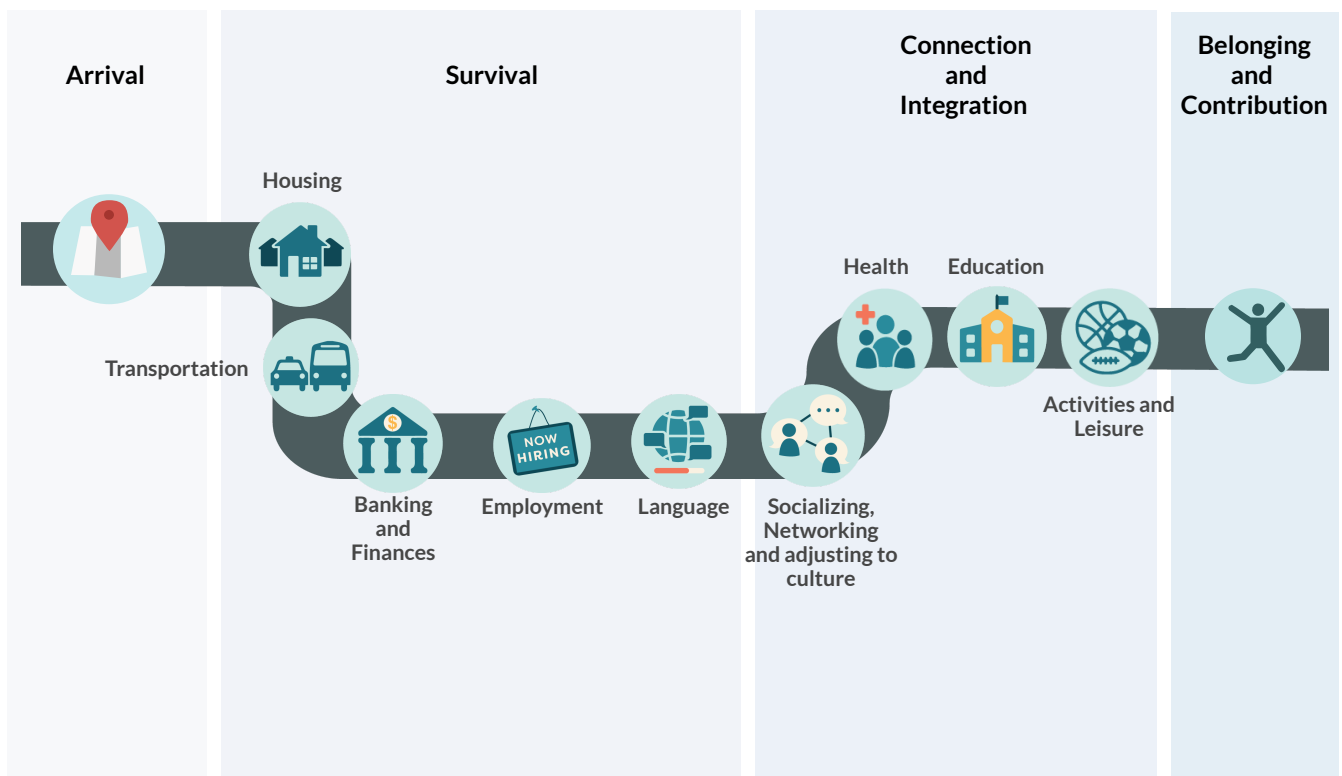 Arrival
Survival
Connection
and
Integration
Belonging
and
Contribution
Housing
Transportation
Banking
and
Finances
$
NOW
HIRING
Employment
Language
Socializing,
Networking
and adjusting to
culture
Health
Education
Activities and
Leisure